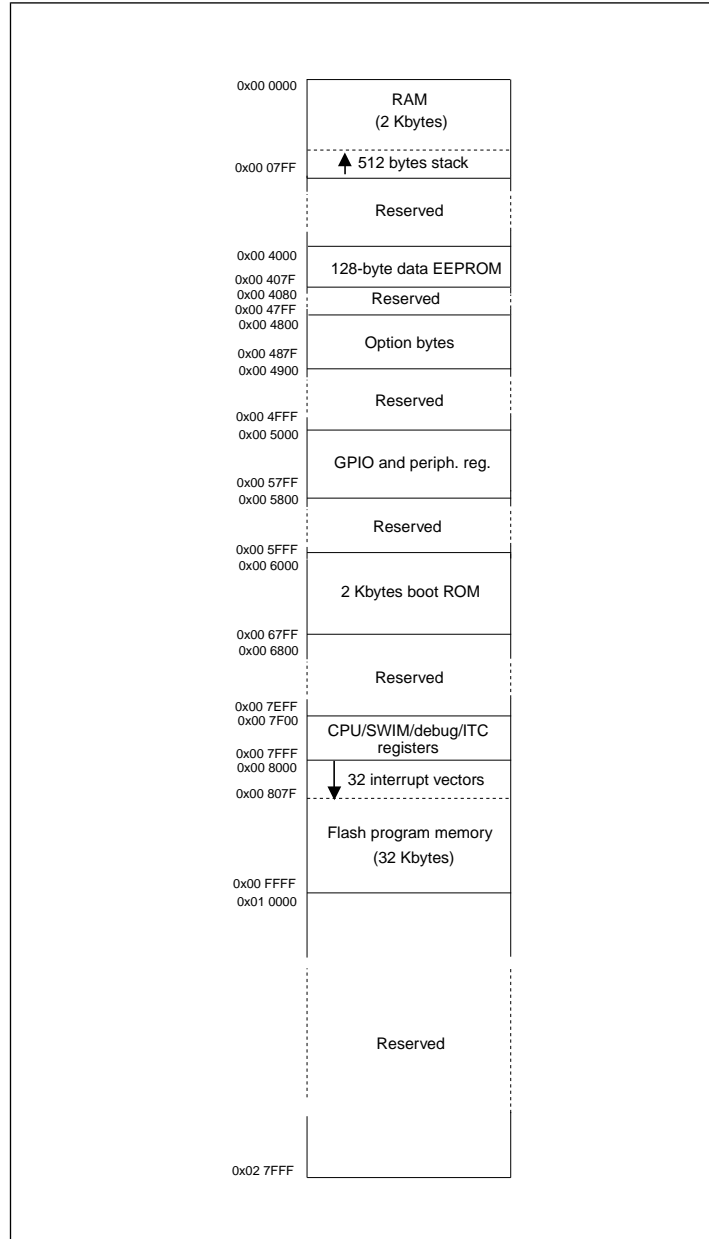 0x00 0000
RAM
(2 Kbytes)
512 bytes stack
0x00 07FF
Reserved
0x00 4000
128-byte data EEPROM
0x00 407F
0x00 4080
Reserved
0x00 47FF
0x00 4800
Option bytes
0x00 487F
0x00 4900
Reserved
0x00 4FFF
0x00 5000
GPIO and periph. reg.
0x00 57FF
0x00 5800
Reserved
0x00 5FFF
0x00 6000
2 Kbytes boot ROM
0x00 67FF
0x00 6800
Reserved
0x00 7EFF
0x00 7F00
CPU/SWIM/debug/ITC
registers
0x00 7FFF
0x00 8000
32 interrupt vectors
0x00 807F
Flash program memory
(32 Kbytes)
0x00 FFFF
0x01 0000
Reserved
0x02 7FFF